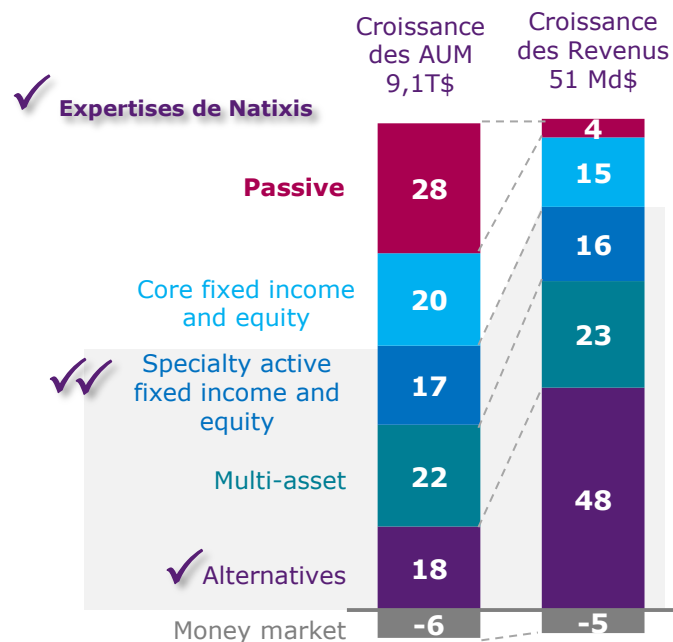 Croissance
des AUM
9,1T$
Croissance
des Revenus
51 Md$
Expertises de Natixis
Passive
28
4
Core fixed income
and equity
20
15
Specialty active
fixed income and
equity
17
16
Multi-asset
22
23
Alternatives
18
48
Money market
-6
-5